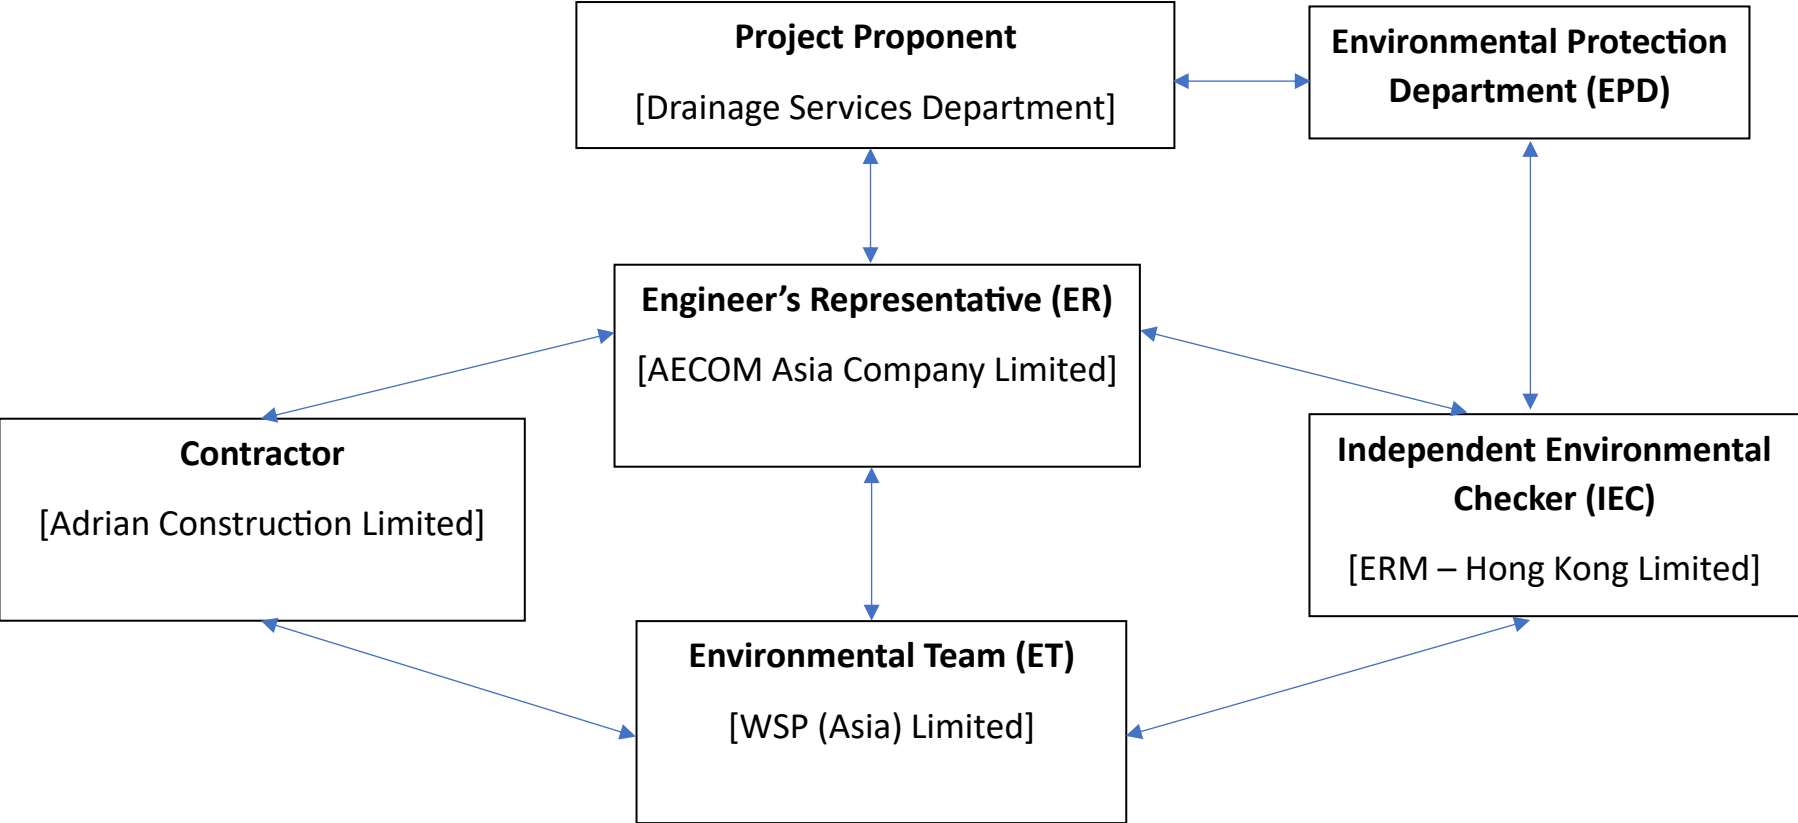 Project Proponent
[Drainage Services Department]
Environmental Protection
Department (EPD)
Engineer’s Representative (ER)
[AECOM Asia Company Limited]
Contractor
[Adrian Construction Limited]
Independent Environmental
Checker (IEC)
[ERM – Hong Kong Limited]
Environmental Team (ET)
[WSP (Asia) Limited]